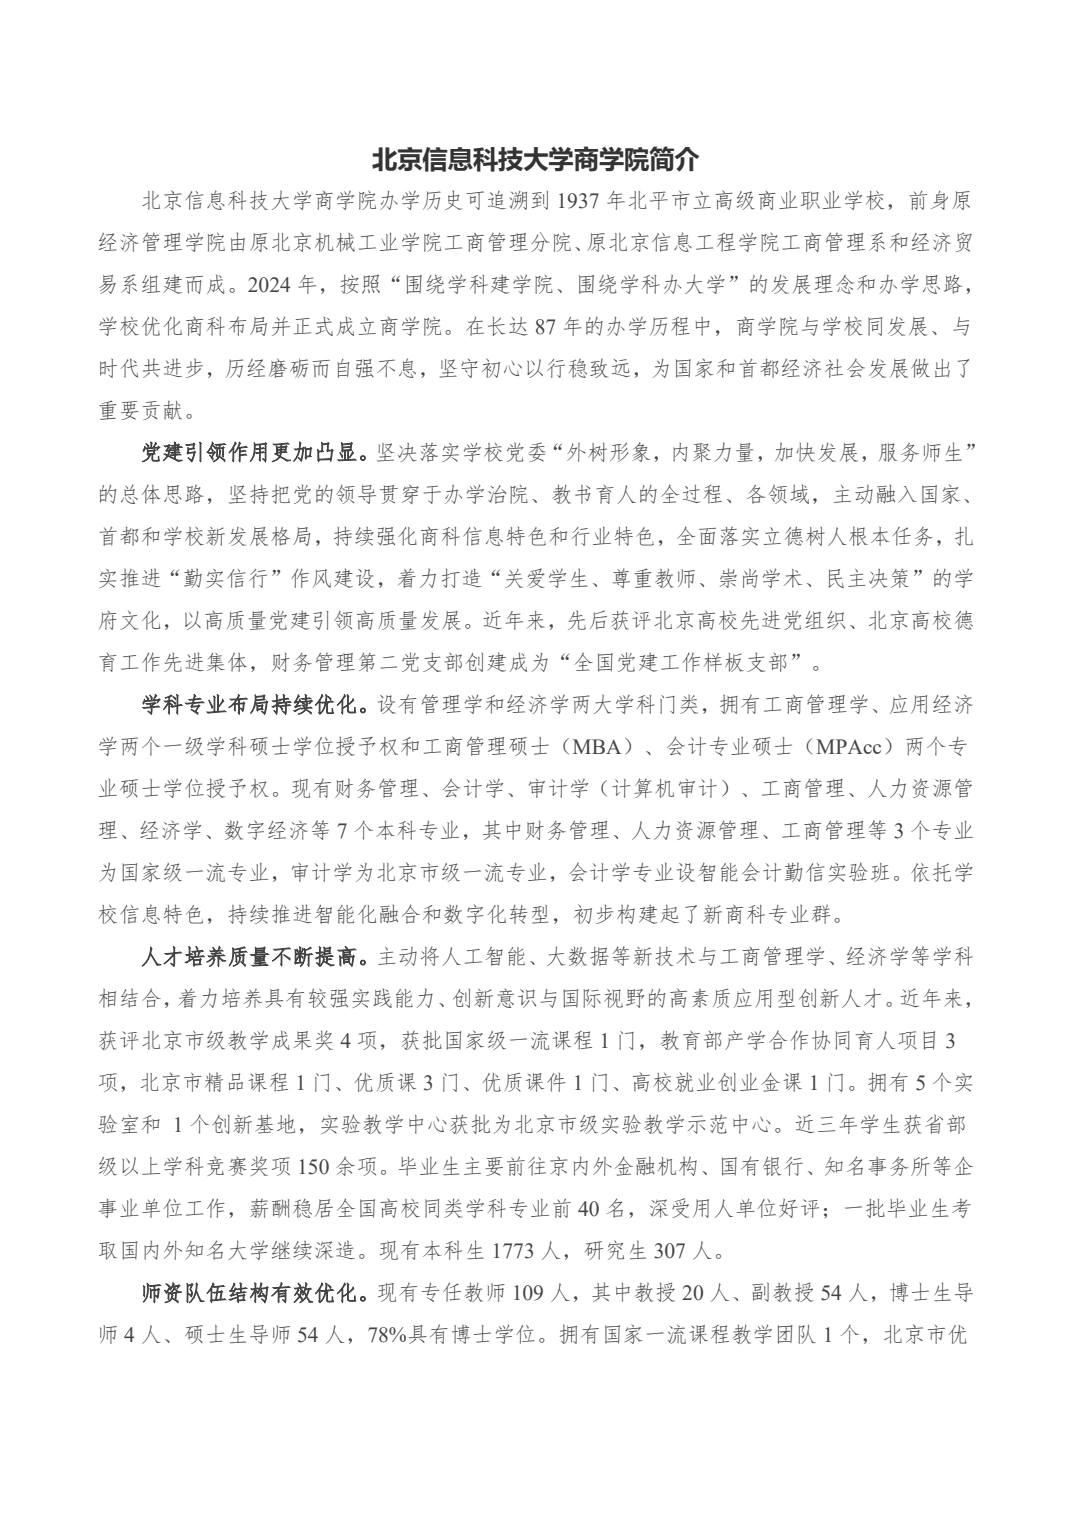 北京信息科技大学商学院简介
北京信息科技大学商学院办学历史可追溯到 1937 年北平市立高级商业职业学校，前身原
经济管理学院由原北京机械工业学院工商管理分院、原北京信息工程学院工商管理系和经济贸
易系组建而成。2024 年，按照“围绕学科建学院、围绕学科办大学”的发展理念和办学思路，
学校优化商科布局并正式成立商学院。在长达 87 年的办学历程中，商学院与学校同发展、与
时代共进步，历经磨砺而自强不息，坚守初心以行稳致远，为国家和首都经济社会发展做出了
重要贡献。
党建引领作用更加凸显。坚决落实学校党委“外树形象，内聚力量，加快发展，服务师生”
的总体思路，坚持把党的领导贯穿于办学治院、教书育人的全过程、各领域，主动融入国家、
首都和学校新发展格局，持续强化商科信息特色和行业特色，全面落实立德树人根本任务，扎
实推进“勤实信行”作风建设，着力打造“关爱学生、尊重教师、崇尚学术、民主决策”的学
府文化，以高质量党建引领高质量发展。近年来，先后获评北京高校先进党组织、北京高校德
育工作先进集体，财务管理第二党支部创建成为“全国党建工作样板支部”。
学科专业布局持续优化。设有管理学和经济学两大学科门类，拥有工商管理学、应用经济
学两个一级学科硕士学位授予权和工商管理硕士（MBA）、会计专业硕士（MPAcc）两个专
业硕士学位授予权。现有财务管理、会计学、审计学（计算机审计）、工商管理、人力资源管
理、经济学、数字经济等 7 个本科专业，其中财务管理、人力资源管理、工商管理等 3 个专业
为国家级一流专业，审计学为北京市级一流专业，会计学专业设智能会计勤信实验班。依托学
校信息特色，持续推进智能化融合和数字化转型，初步构建起了新商科专业群。
人才培养质量不断提高。主动将人工智能、大数据等新技术与工商管理学、经济学等学科
相结合，着力培养具有较强实践能力、创新意识与国际视野的高素质应用型创新人才。近年来，
获评北京市级教学成果奖 4 项，获批国家级一流课程 1 门，教育部产学合作协同育人项目 3
项，北京市精品课程 1 门、优质课 3 门、优质课件 1 门、高校就业创业金课 1 门。拥有 5 个实
验室和 1 个创新基地，实验教学中心获批为北京市级实验教学示范中心。近三年学生获省部
级以上学科竞赛奖项 150 余项。毕业生主要前往京内外金融机构、国有银行、知名事务所等企
事业单位工作，薪酬稳居全国高校同类学科专业前 40 名，深受用人单位好评；一批毕业生考
取国内外知名大学继续深造。现有本科生 1773 人，研究生 307 人。
师资队伍结构有效优化。现有专任教师 109 人，其中教授 20 人、副教授 54 人，博士生导
师 4 人、硕士生导师 54 人，78%具有博士学位。拥有国家一流课程教学团队 1 个，北京市优